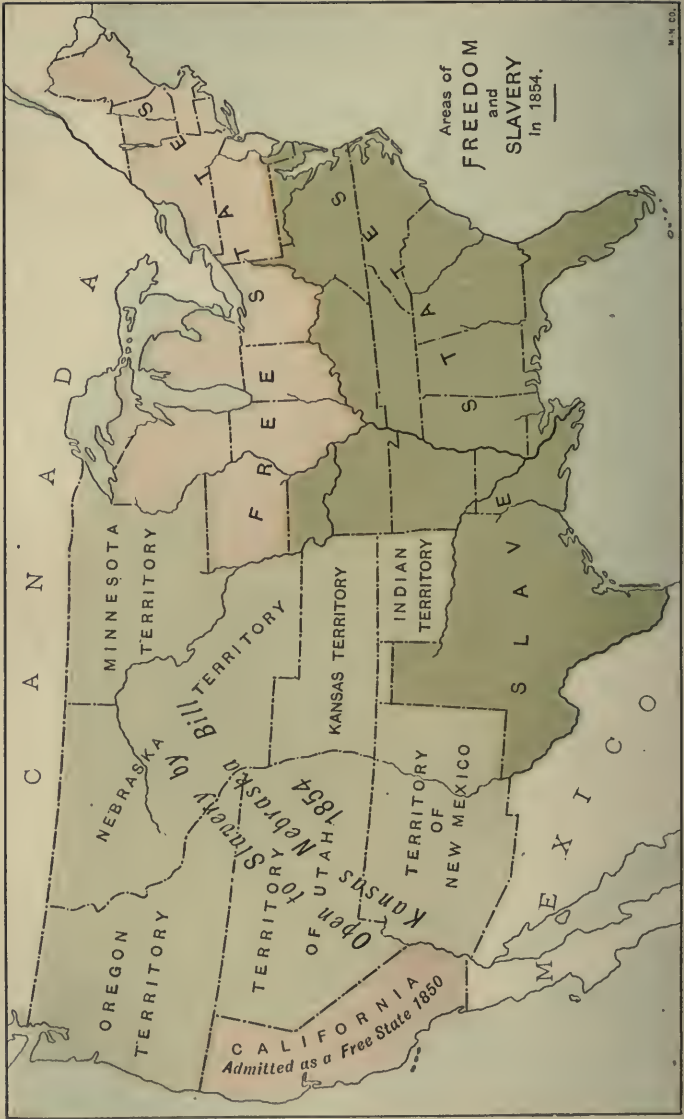 Areas of
FREEDOM
and
SLAVERY
In 1854.
CANADA
OREGON
TERRITORY
NEBRASKA TERRITORY
MINNESOTA
TERRITORY
Open to Slavery by
Kansas Nebraska Bill
1854
TERRITORY
OF UTAH
KANSAS TERRITORY
CALIFORNIA
Admitted as a Free State 1850
TERRITORY
OF
NEW MEXICO
INDIAN
TERRITORY
FREE STATES
SLAVE STATES
MEXICO
M-N CO.